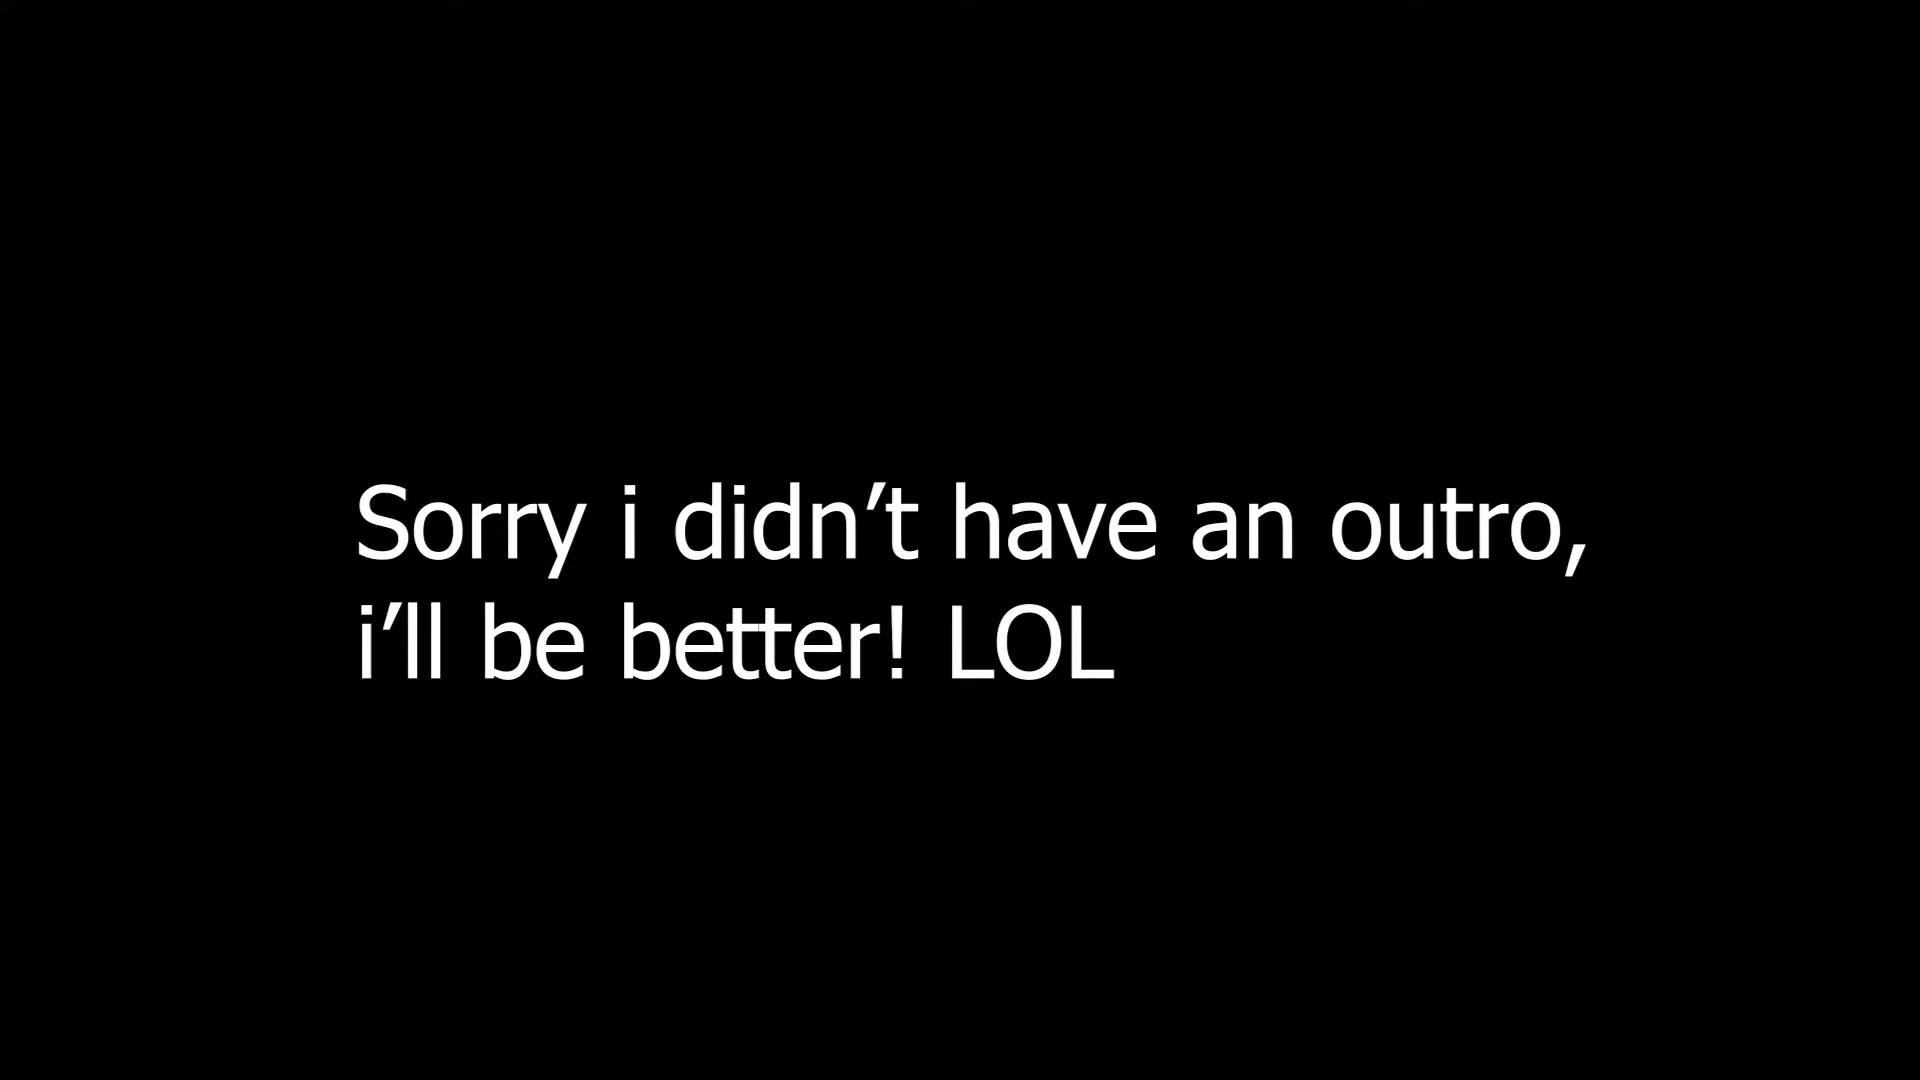 Sorry i didn’t have an outro,
i’ll be better! LOL